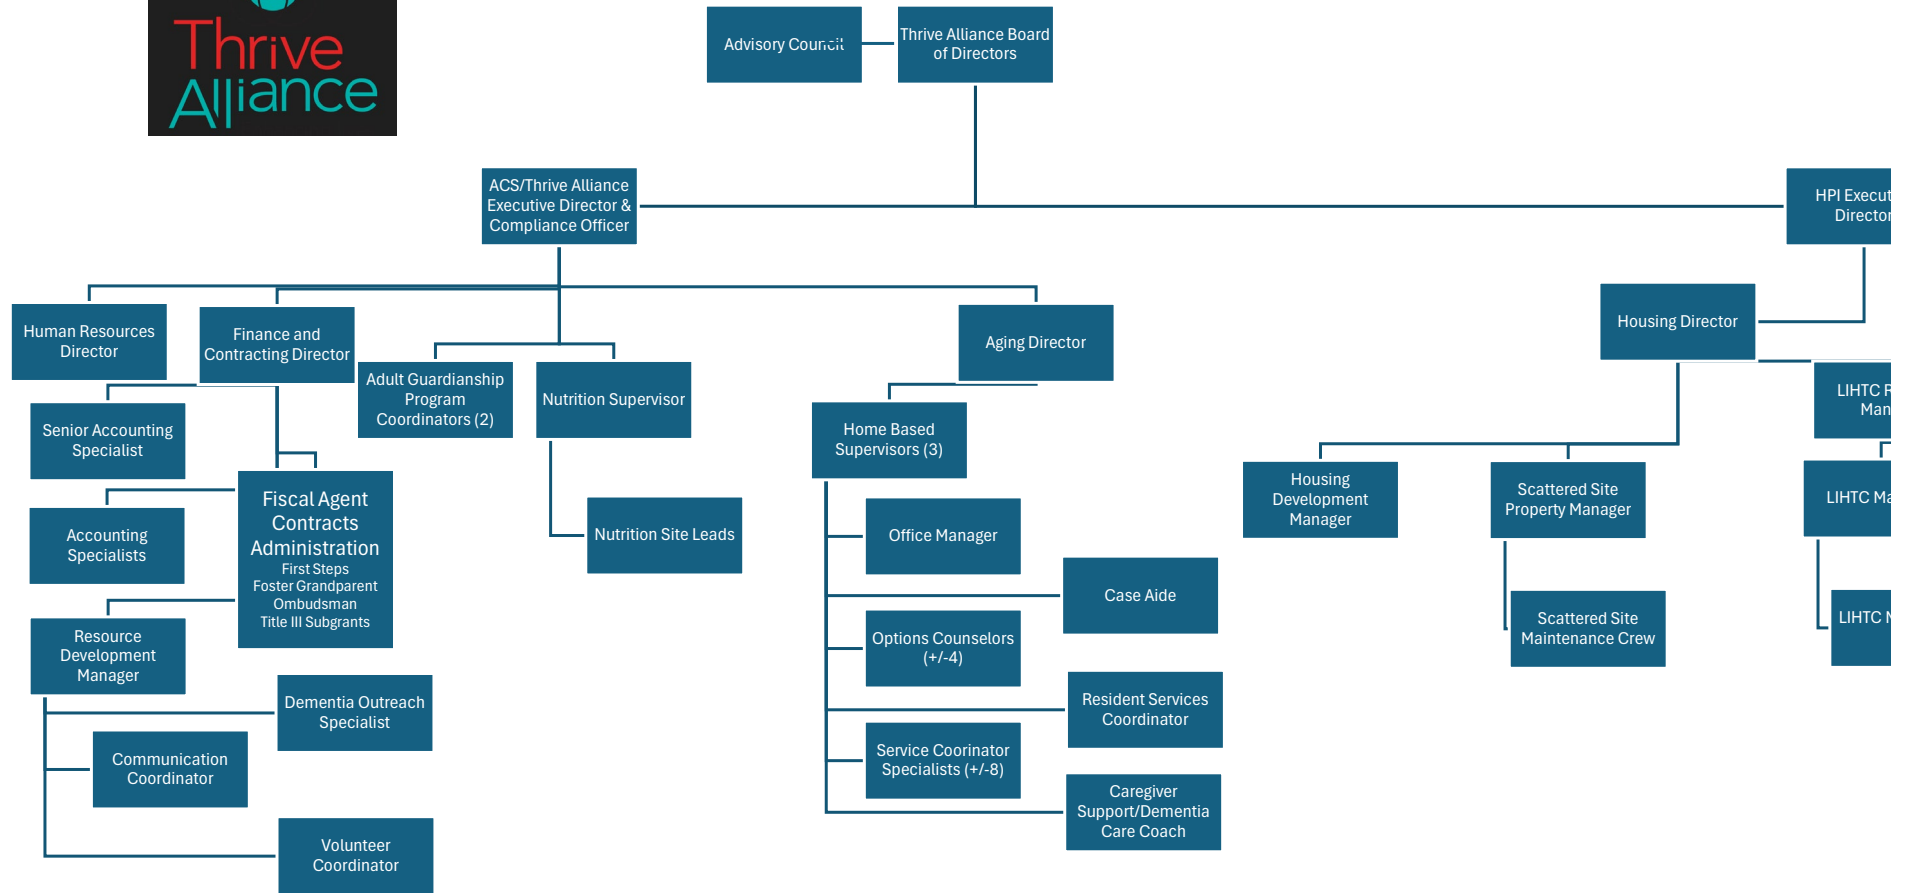 Thrive
Alliance
Advisory Council
Thrive Alliance Board
of Directors
ACS/Thrive Alliance
Executive Director &
Compliance Officer
HPI
Human Resources
Director
Finance and
Contracting Director
Adult Guardianship
Program
Coordinators (2)
Nutrition Supervisor
Aging Director
Housing Director
LIHTC
Senior Accounting
Specialist
Fiscal Agent
Contracts
Administration
First Steps
Foster Grandparent
Ombudsman
Title III Subgrants
Accounting
Specialists
Resource
Development
Manager
Dementia Outreach
Specialist
Communication
Coordinator
Volunteer
Coordinator
Nutrition Site Leads
Home Based
Supervisors (3)
Office Manager
Case Aide
Options Counselors
(+/-4)
Resident Services
Coordinator
Service Coorinator
Specialists (+/-8)
Caregiver
Support/Dementia
Care Coach
Housing
Development
Manager
Scattered Site
Property Manager
Scattered Site
Maintenance Crew
LIHTC
LIHTC